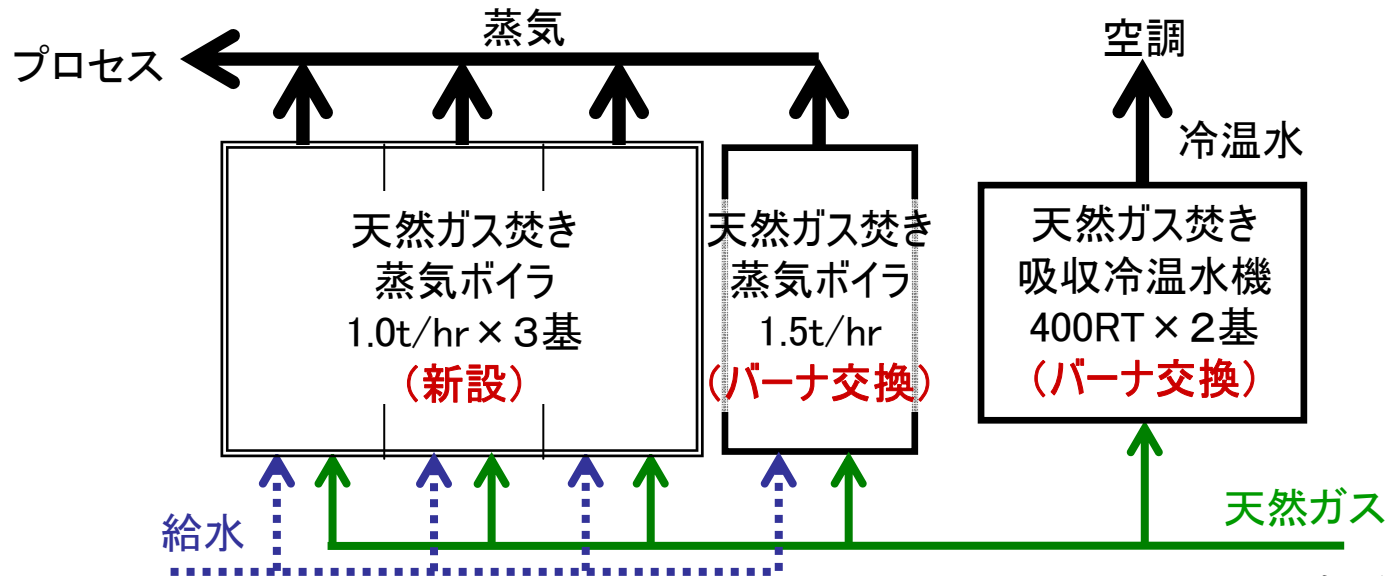 蒸気
プロセス
空調
冷温水
天然ガス焚き
蒸気ボイラ
1.0t/hr×3基
(新設)
天然ガス焚き
蒸気ボイラ
1.5t/hr
(バーナ交換)
天然ガス焚き
吸収冷温水機
400RT×2基
(バーナ交換)
天然ガス
給水